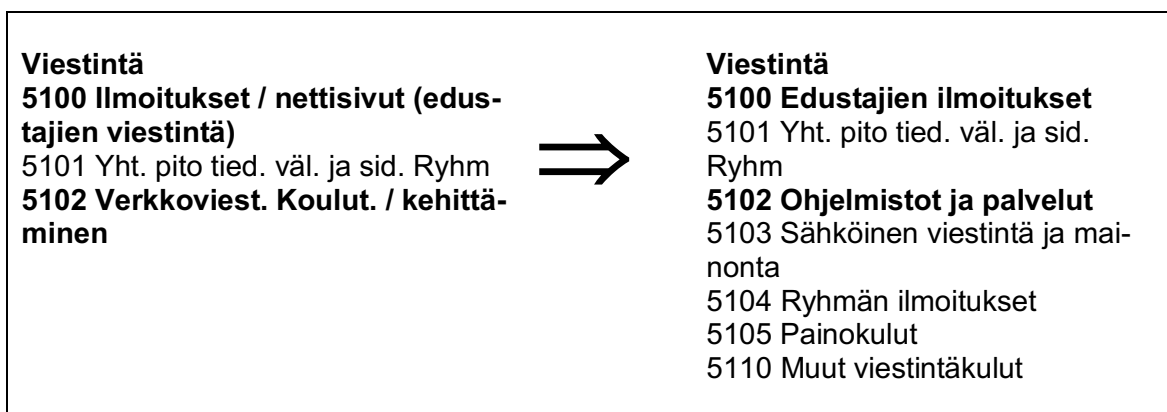 Viestintä
5100 Ilmoitukset / nettisivut (edus-
tajien viestintä)
5101 Yht. pito tied. väl. ja sid. Ryhm
5102 Verkkoviest. Koulut. / kehittä-
minen
⇒
Viestintä
5100 Edustajien ilmoitukset
5101 Yht. pito tied. väl. ja sid.
Ryhm
5102 Ohjelmistot ja palvelut
5103 Sähköinen viestintä ja mai-
nonta
5104 Ryhmän ilmoitukset
5105 Painokulut
5110 Muut viestintäkulut